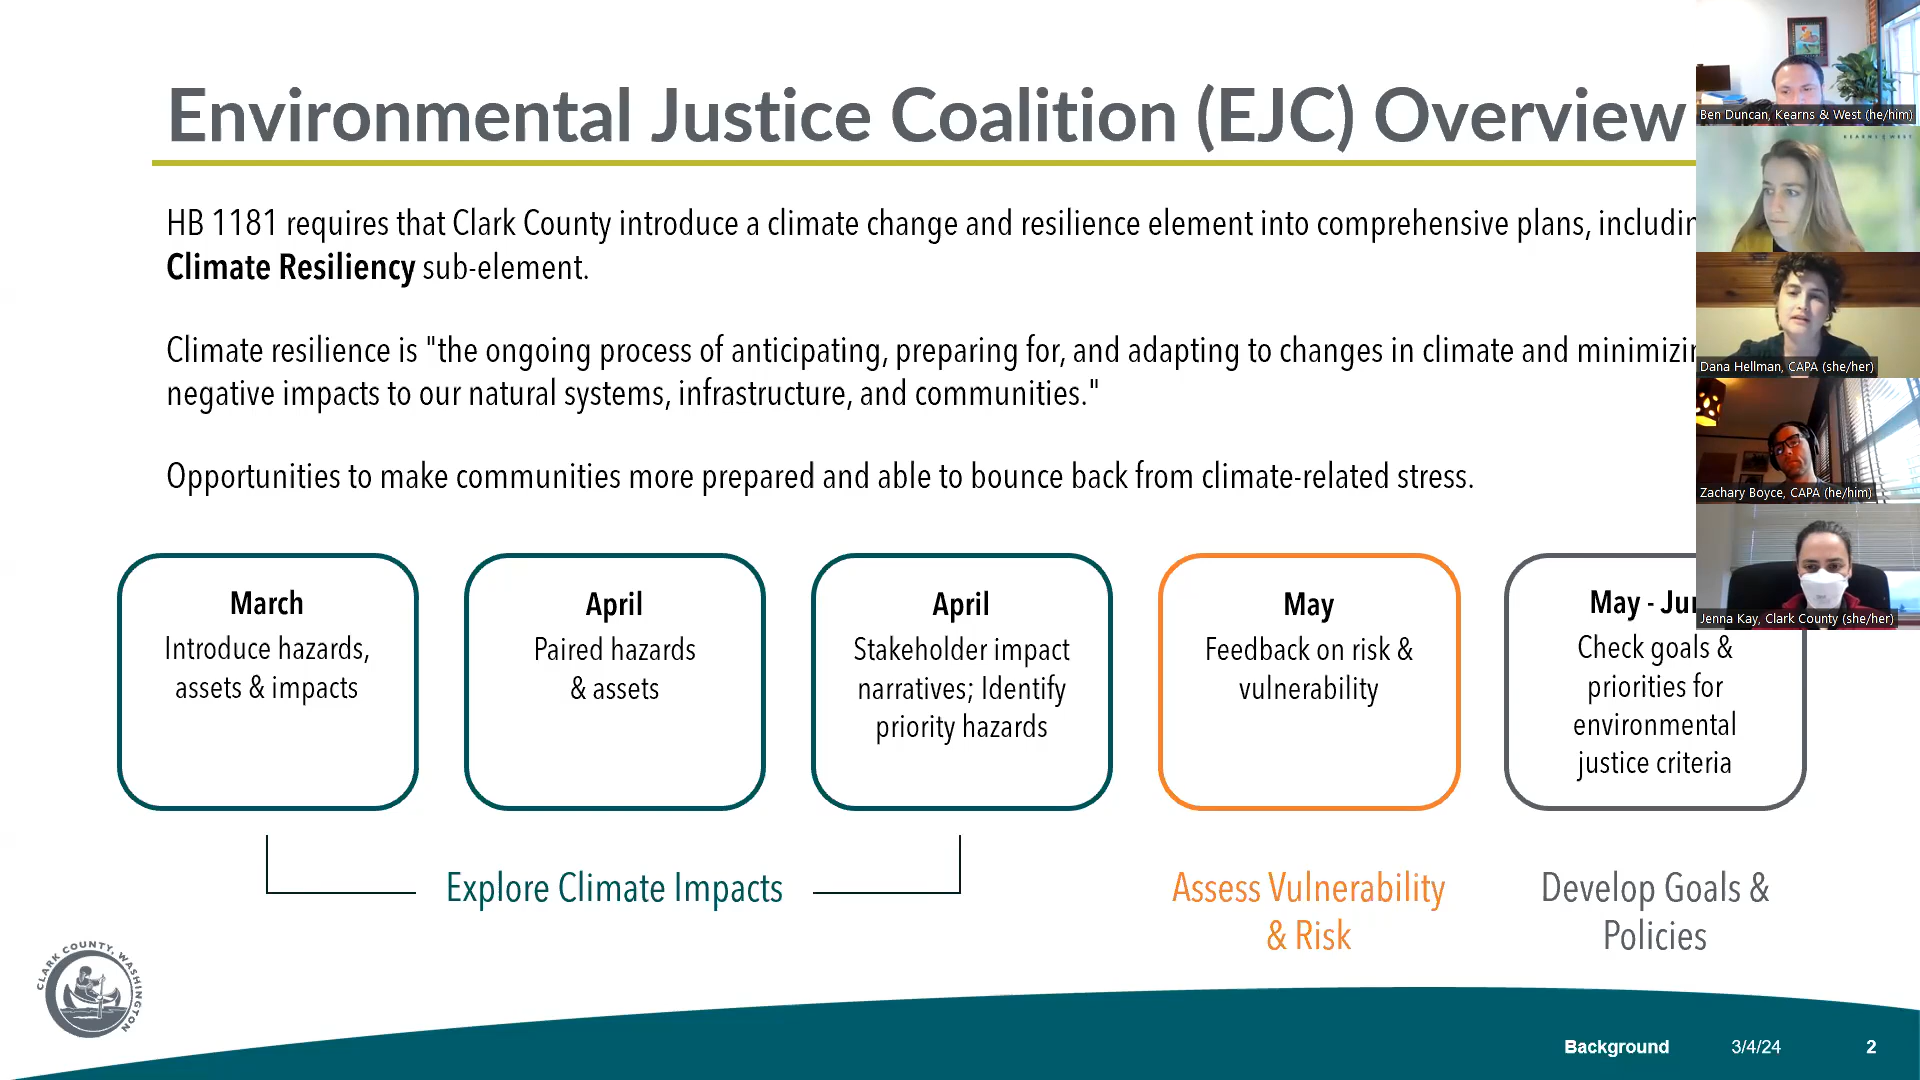 Environmental Justice Coalition (EJC) Overview
HB 1181 requires that Clark County introduce a climate change and resilience element into comprehensive plans, includin
Climate Resiliency sub-element.
Climate resilience is "the ongoing process of anticipating, preparing for, and adapting to changes in climate and minimizin
negative impacts to our natural systems, infrastructure, and communities."
Opportunities to make communities more prepared and able to bounce back from climate-related stress.
March
Introduce hazards,
assets & impacts
April
Paired hazards
& assets
April
Stakeholder impact
narratives; Identify
priority hazards
May
Feedback on risk &
vulnerability
May - Jun
Check goals &
priorities for
environmental
justice criteria
Explore Climate Impacts
Assess Vulnerability
& Risk
Develop Goals &
Policies
CLARK COUNTY, WASHINGTON
Background
3/4/24
2
Ben Duncan, Kearns & West (he/him)
KEARNS & WEST
Dana Hellman, CAPA (she/her)
Zachary Boyce, CAPA (he/him)
Jenna Kay, Clark County (she/her)